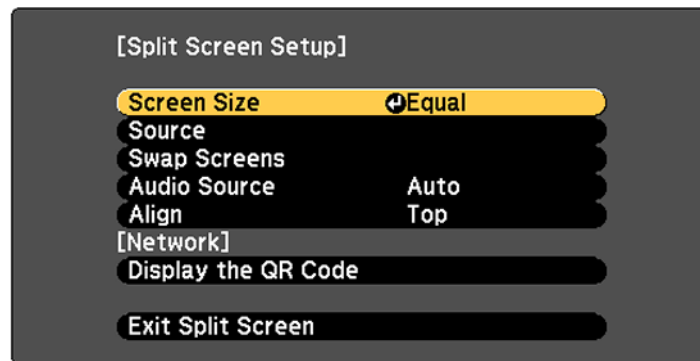 [Split Screen Setup]
Screen Size Equal
Source
Swap Screens
Audio Source Auto
Align Top
[Network]
Display the QR Code
Exit Split Screen